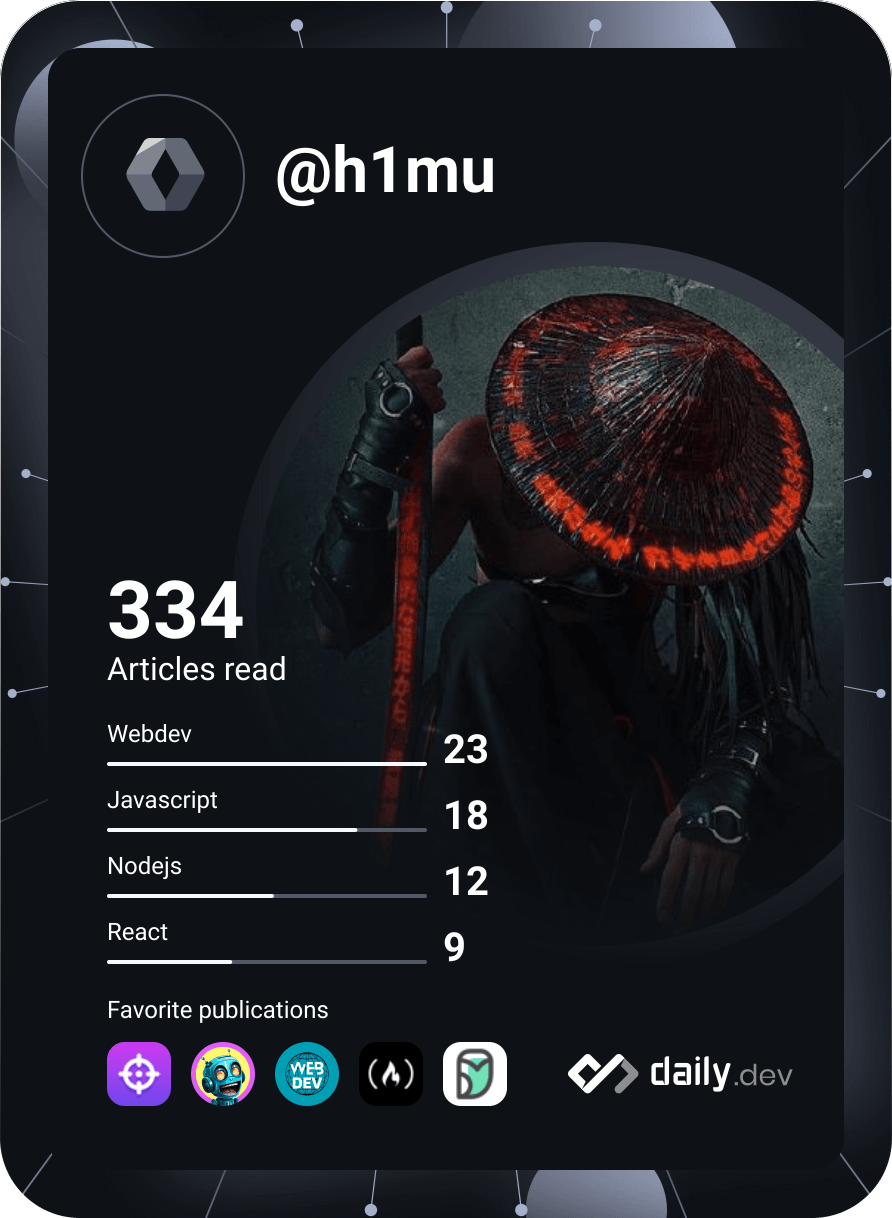 @h1mu
334
Articles read
Webdev
23
Javascript
18
Nodejs
12
React
9
Favorite publications
WEB
DEV
daily.dev